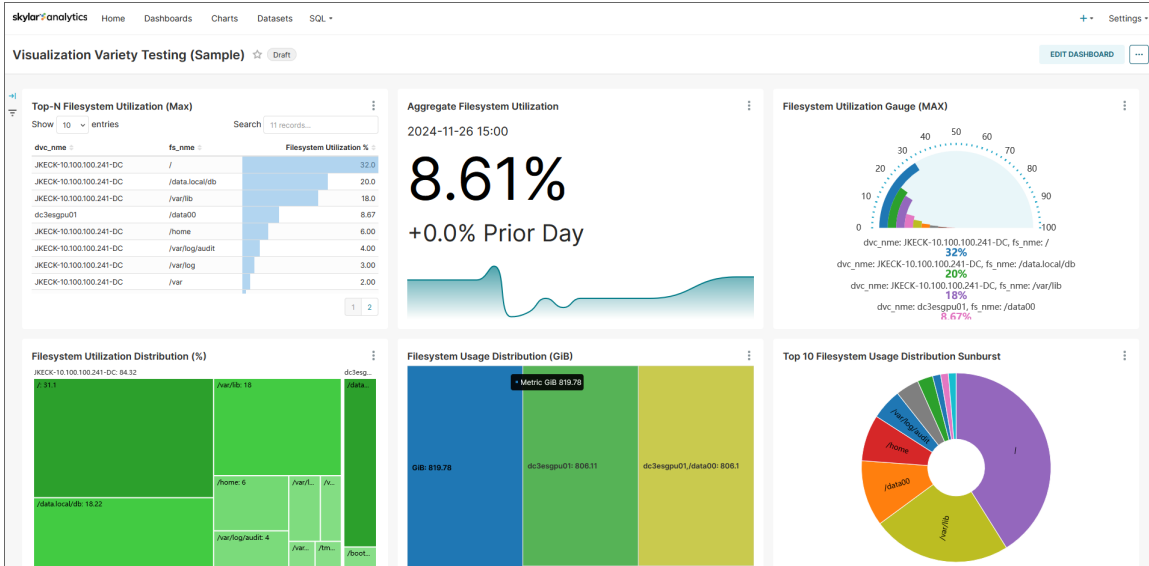 skylar analytics Home Dashboards Charts Datasets SQL Settings
Visualization Variety Testing (Sample) Draft EDIT DASHBOARD
Top-N Filesystem Utilization (Max)
Show 10 entries Search 11 records...
dvc_nme fs_nme Filesystem Utilization %
JKECK-10.100.100.241-DC / 32.0
JKECK-10.100.100.241-DC /data.local/db 20.0
JKECK-10.100.100.241-DC /var/lib 18.0
dc3esgpu01 /data00 8.67
JKECK-10.100.100.241-DC /home 6.00
JKECK-10.100.100.241-DC /var/log/audit 4.00
JKECK-10.100.100.241-DC /var/log 3.00
JKECK-10.100.100.241-DC /var 2.00
1 2
Aggregate Filesystem Utilization
2024-11-26 15:00
8.61%
+0.0% Prior Day
Filesystem Utilization Gauge (MAX)
0 10 20 30 40 50 60 70 80 90 100
dvc_nme: JKECK-10.100.100.241-DC, fs_nme: /
32%
dvc_nme: JKECK-10.100.100.241-DC, fs_nme: /data.local/db
20%
dvc_nme: JKECK-10.100.100.241-DC, fs_nme: /var/lib
18%
dvc_nme: dc3esgpu01, fs_nme: /data00
8.67%
Filesystem Utilization Distribution (%)
JKECK-10.100.100.241-DC: 84.32 dc3esg...
/: 31.1 /var/lib: 18 /data...
/home: 6 /var/l... /v...
/data.local/db: 18.22
/var/log/audit: 4 /var... /tm... /boot...
Filesystem Usage Distribution (GiB)
Metric GiB 819.78
GiB: 819.78 dc3esgpu01: 806.11 dc3esgpu01,/data00: 806.1
Top 10 Filesystem Usage Distribution Sunburst
/var/log/audit
/home
/
/data00
/var/lib